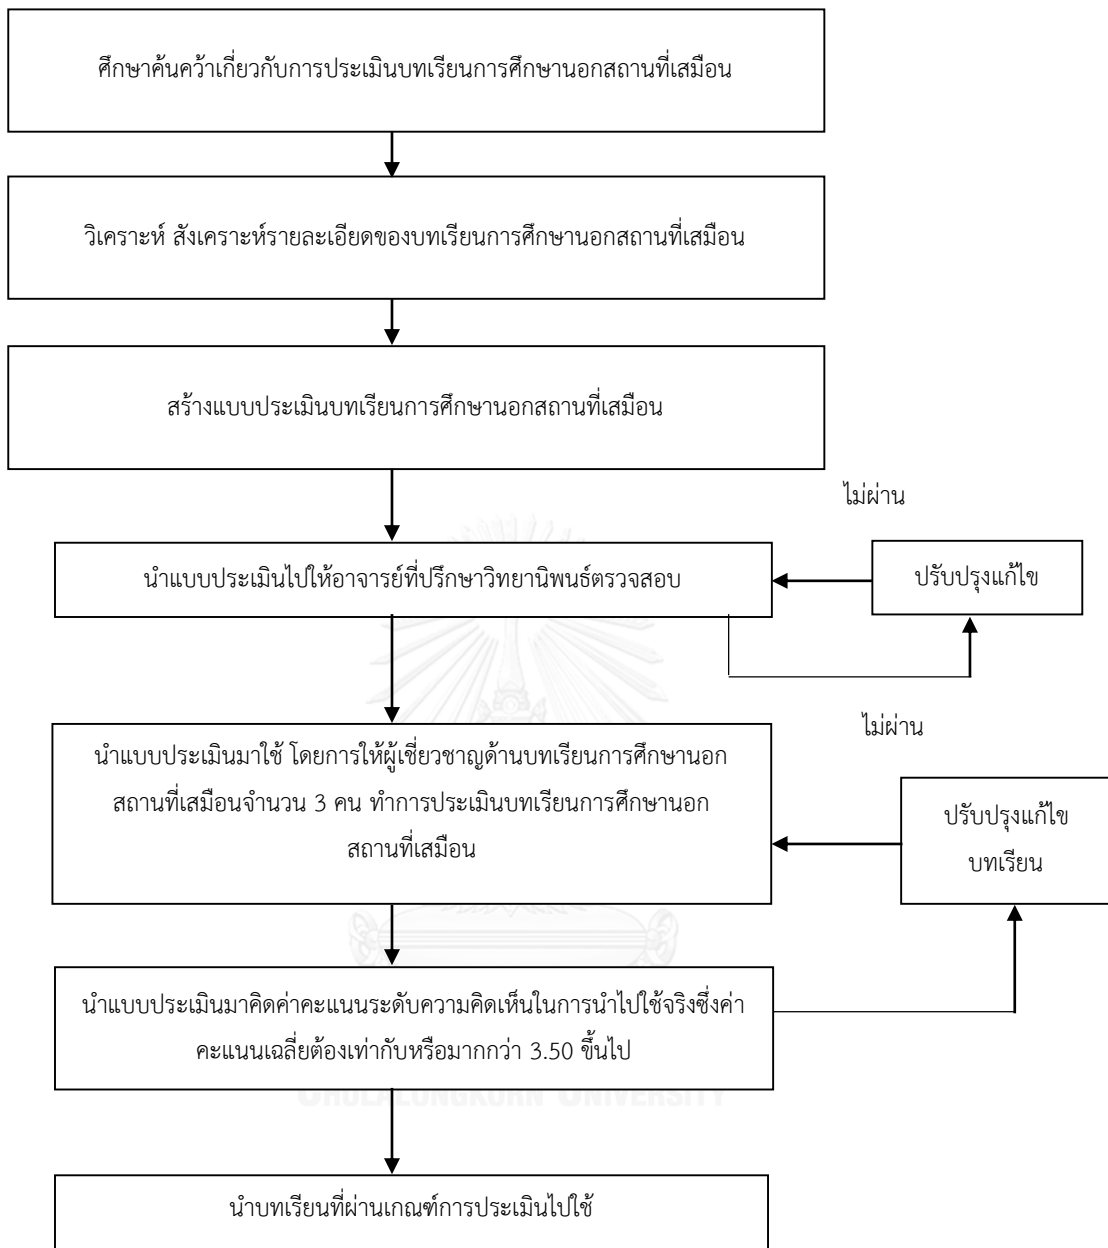 ศึกษาค้นคว้าเกี่ยวกับการประเมินบทเรียนการศึกษานอกสถานที่เสมือน
วิเคราะห์ สังเคราะห์รายละเอียดของบทเรียนการศึกษานอกสถานที่เสมือน
สร้างแบบประเมินบทเรียนการศึกษานอกสถานที่เสมือน
ไม่ผ่าน
นำแบบประเมินไปให้อาจารย์ที่ปรึกษาวิทยานิพนธ์ตรวจสอบ
ปรับปรุงแก้ไข
ไม่ผ่าน
นำแบบประเมินมาใช้ โดยการให้ผู้เชี่ยวชาญด้านบทเรียนการศึกษานอก
สถานที่เสมือนจำนวน 3 คน ทำการประเมินบทเรียนการศึกษานอก
สถานที่เสมือน
ปรับปรุงแก้ไข
บทเรียน
นำแบบประเมินมาคิดค่าคะแนนระดับความคิดเห็นในการนำไปใช้จริงซึ่งค่า
คะแนนเฉลี่ยต้องเท่ากับหรือมากกว่า 3.50 ขึ้นไป
CHULALONGKORN UNIVERSITY
นำบทเรียนที่ผ่านเกณฑ์การประเมินไปใช้